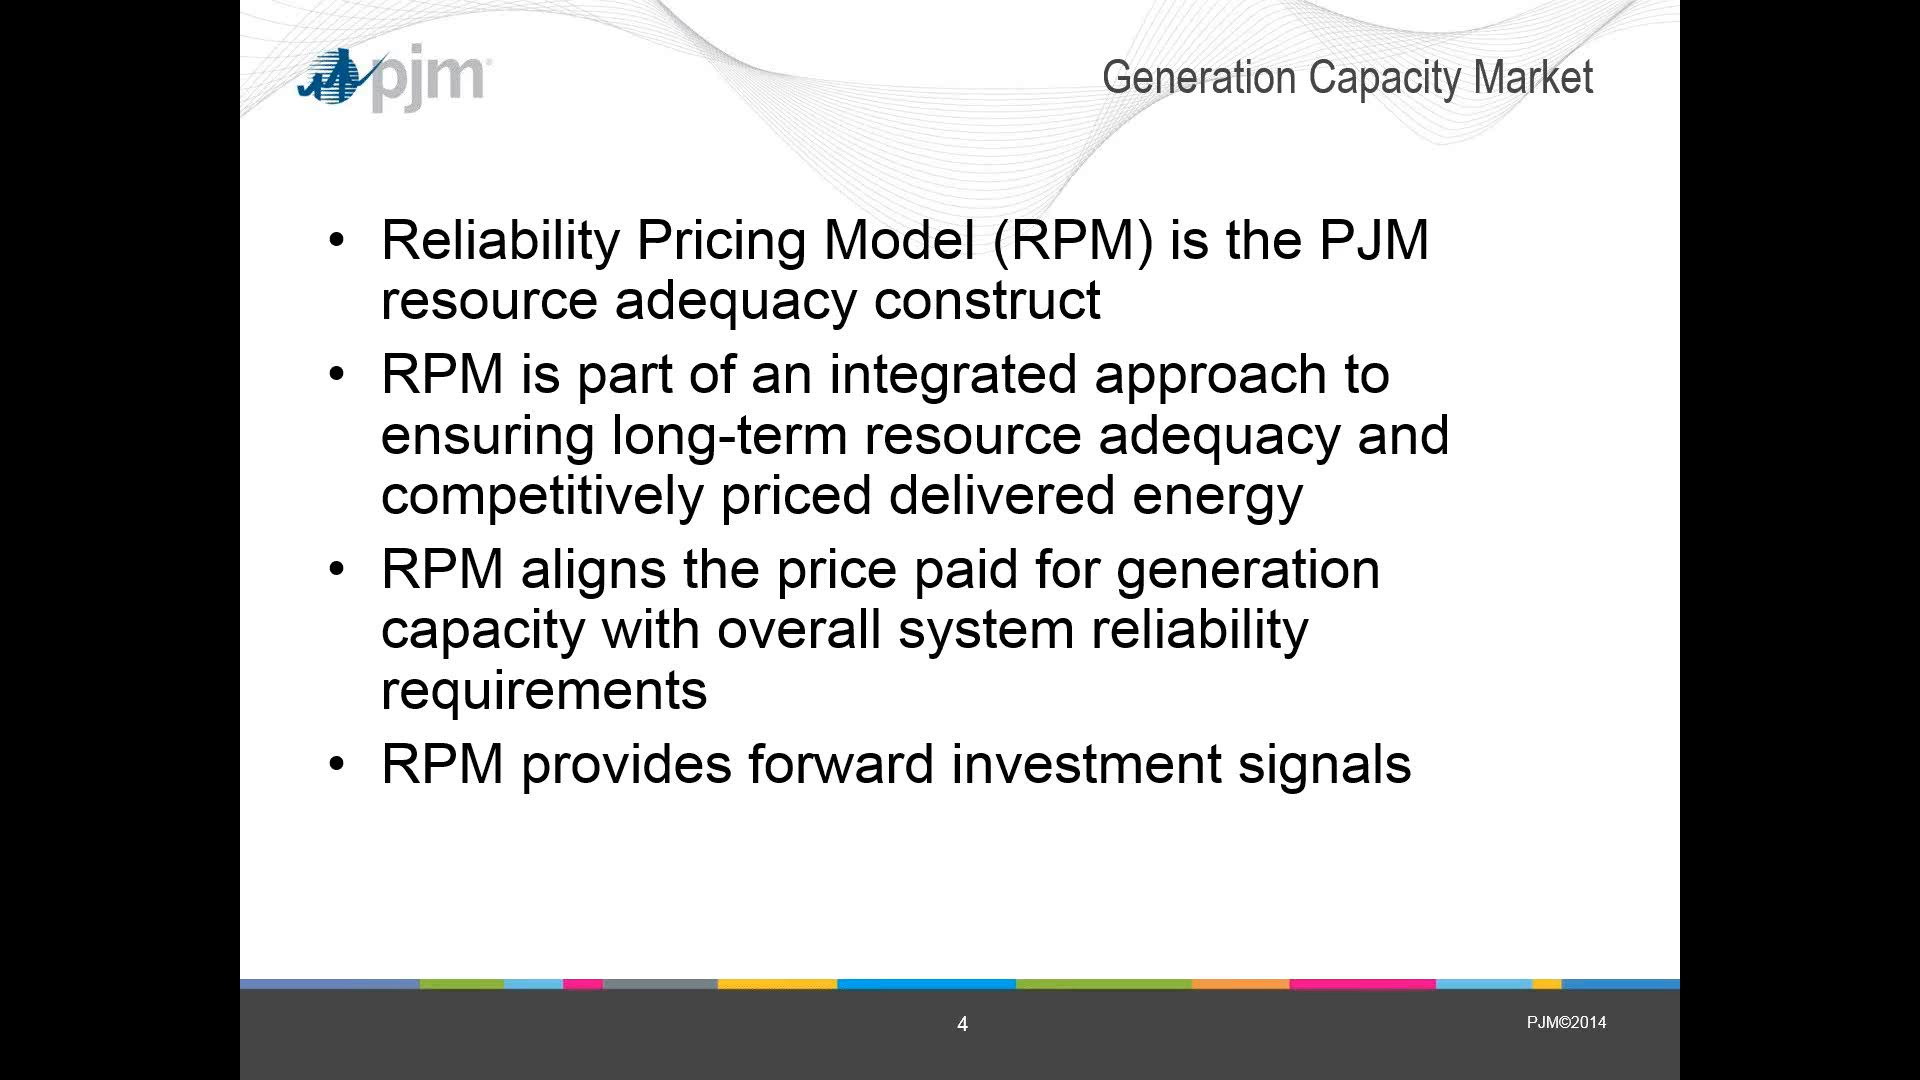 pjm
Generation Capacity Market
• Reliability Pricing Model (RPM) is the PJM
resource adequacy construct
• RPM is part of an integrated approach to
ensuring long-term resource adequacy and
competitively priced delivered energy
• RPM aligns the price paid for generation
capacity with overall system reliability
requirements
• RPM provides forward investment signals
4
PJM©2014